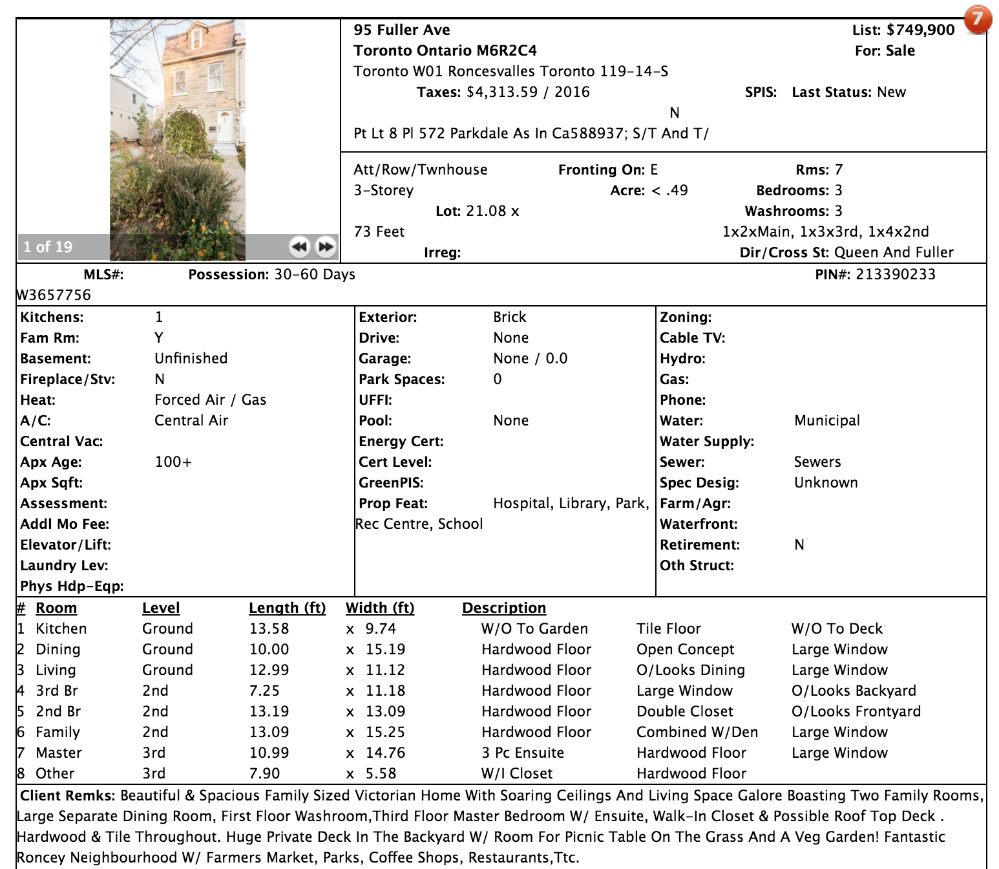 7
95 Fuller Ave List: $749,900
Toronto Ontario M6R2C4 For: Sale
Toronto W01 Roncesvalles Toronto 119-14-S
Taxes: $4,313.59 / 2016 SPIS: Last Status: New
N
Pt Lt 8 Pl 572 Parkdale As In Ca588937; S/T And T/
Att/Row/Twnhouse Fronting On: E Rms: 7
3-Storey Acre: < .49 Bedrooms: 3
Lot: 21.08 x Washrooms: 3
73 Feet 1x2xMain, 1x3x3rd, 1x4x2nd
Irreg: Dir/Cross St: Queen And Fuller
1 of 19
MLS#: Possession: 30-60 Days PIN#: 213390233
W3657756
Kitchens: 1 Exterior: Brick Zoning:
Fam Rm: Y Drive: None Cable TV:
Basement: Unfinished Garage: None / 0.0 Hydro:
Fireplace/Stv: N Park Spaces: 0 Gas:
Heat: Forced Air / Gas UFFI: Phone:
A/C: Central Air Pool: None Water: Municipal
Central Vac: Energy Cert: Water Supply:
Apx Age: 100+ Cert Level: Sewer: Sewers
Apx Sqft: GreenPIS: Spec Desig: Unknown
Assessment: Prop Feat: Hospital, Library, Park, Farm/Agr:
Addl Mo Fee: Rec Centre, School Waterfront:
Elevator/Lift: Retirement: N
Laundry Lev: Oth Struct:
Phys Hdp-Eqp:
# Room Level Length (ft) Width (ft) Description
1 Kitchen Ground 13.58 x 9.74 W/O To Garden Tile Floor W/O To Deck
2 Dining Ground 10.00 x 15.19 Hardwood Floor Open Concept Large Window
3 Living Ground 12.99 x 11.12 Hardwood Floor O/Looks Dining Large Window
4 3rd Br 2nd 7.25 x 11.18 Hardwood Floor Large Window O/Looks Backyard
5 2nd Br 2nd 13.19 x 13.09 Hardwood Floor Double Closet O/Looks Frontyard
6 Family 2nd 13.09 x 15.25 Hardwood Floor Combined W/Den Large Window
7 Master 3rd 10.99 x 14.76 3 Pc Ensuite Hardwood Floor Large Window
8 Other 3rd 7.90 x 5.58 W/I Closet Hardwood Floor
Client Remks: Beautiful & Spacious Family Sized Victorian Home With Soaring Ceilings And Living Space Galore Boasting Two Family Rooms,
Large Separate Dining Room, First Floor Washroom,Third Floor Master Bedroom W/ Ensuite, Walk-In Closet & Possible Roof Top Deck .
Hardwood & Tile Throughout. Huge Private Deck In The Backyard W/ Room For Picnic Table On The Grass And A Veg Garden! Fantastic
Roncey Neighbourhood W/ Farmers Market, Parks, Coffee Shops, Restaurants,Ttc.